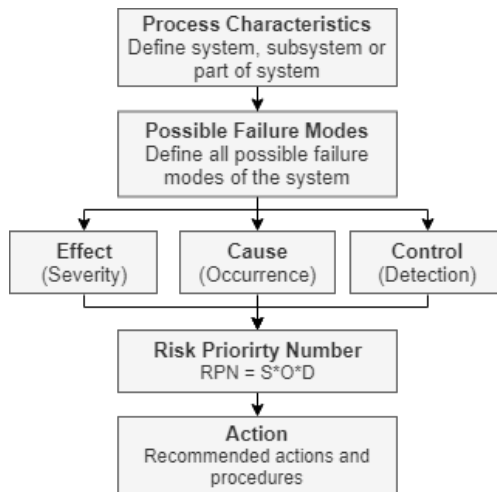 Process Characteristics
Define system, subsystem or
part of system
Possible Failure Modes
Define all possible failure
modes of the system
Effect
(Severity)
Cause
(Occurrence)
Control
(Detection)
Risk Priorirty Number
RPN = S*O*D
Action
Recommended actions and
procedures